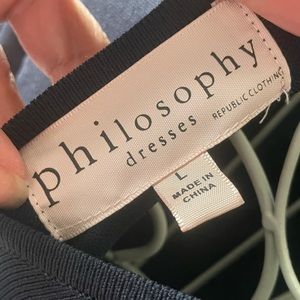 philosophy
dresses
REPUBLIC CLOTHING
L
MADE IN
CHINA